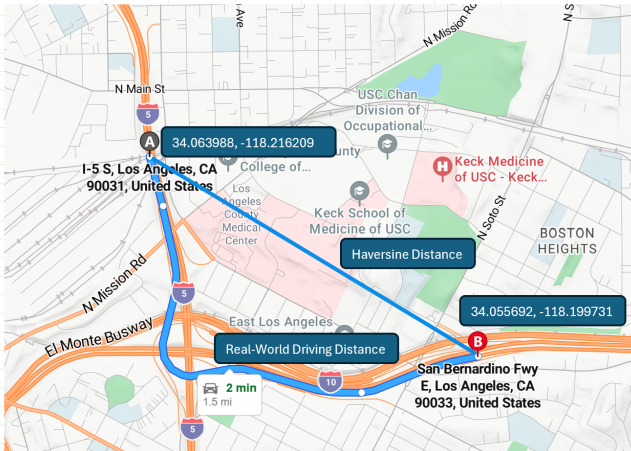 N Mission Rd
N S
Ave
N Main St
USC Chan
Division of
Occupational...
5
A
34.063988, -118.216209
County
College of...
I-5 S, Los Angeles, CA
90031, United States
Keck Medicine
of USC - Keck...
Los
Angeles
County
Medical
Center
Keck School of
Medicine of USC
N Soto St
BOSTON
HEIGHTS
Haversine Distance
N Mission Rd
5
34.055692, -118.199731
El Monte Busway
East Los Angeles
Real-World Driving Distance
B
San Bernardino Fwy
E, Los Angeles, CA
90033, United States
10
2 min
1.5 mi
5